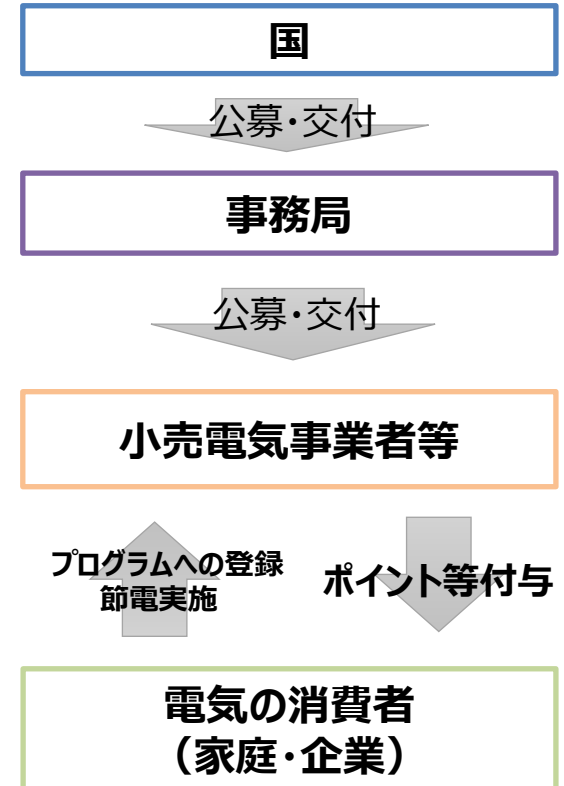 国
公募・交付
事務局
公募・交付
小売電気事業者等
プログラムへの登録
節電実施
ポイント等付与
電気の消費者
（家庭・企業）